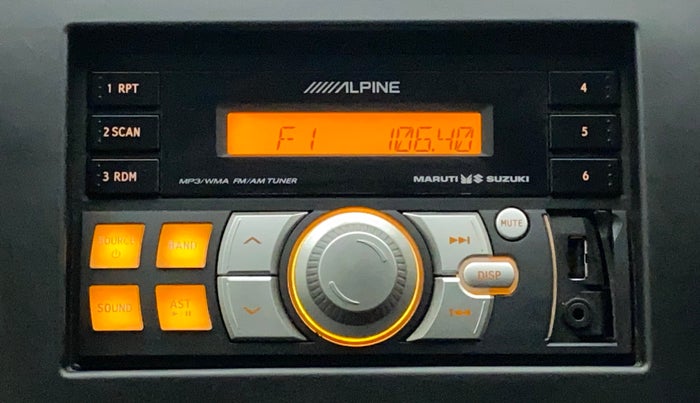 1 RPT
ALPINE
4
2 SCAN
F1 106.40
5
3 RDM
MP3/WMA FM/AM TUNER
MARUTI SUZUKI
6
SOURCE
BAND
MUTE
DISP
SOUND
AST